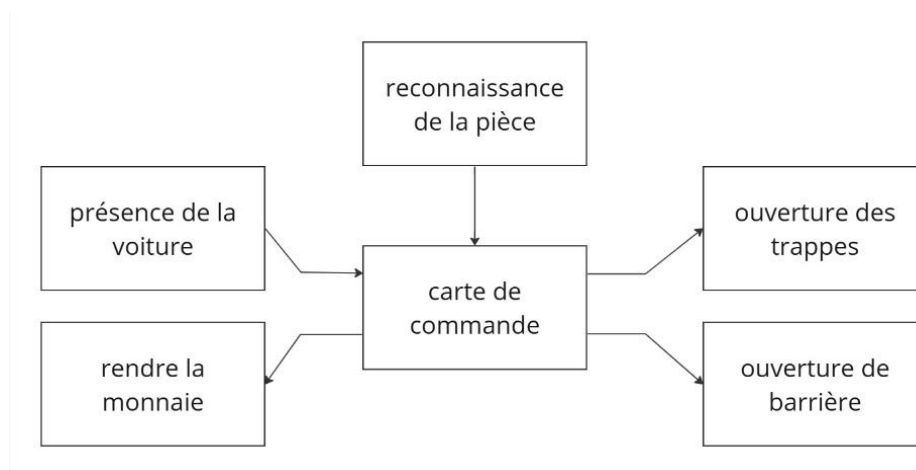 reconnaissance
de la pièce
présence de la
voiture
ouverture des
trappes
carte de
commande
rendre la
monnaie
ouverture de
barrière